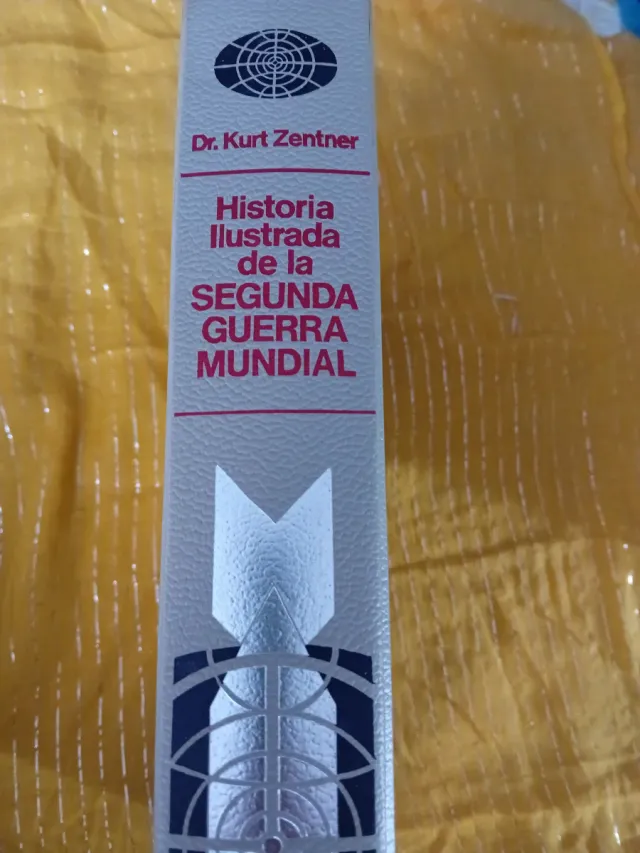 Dr. Kurt Zentner
Historia
Ilustrada
de la
SEGUNDA
GUERRA
MUNDIAL